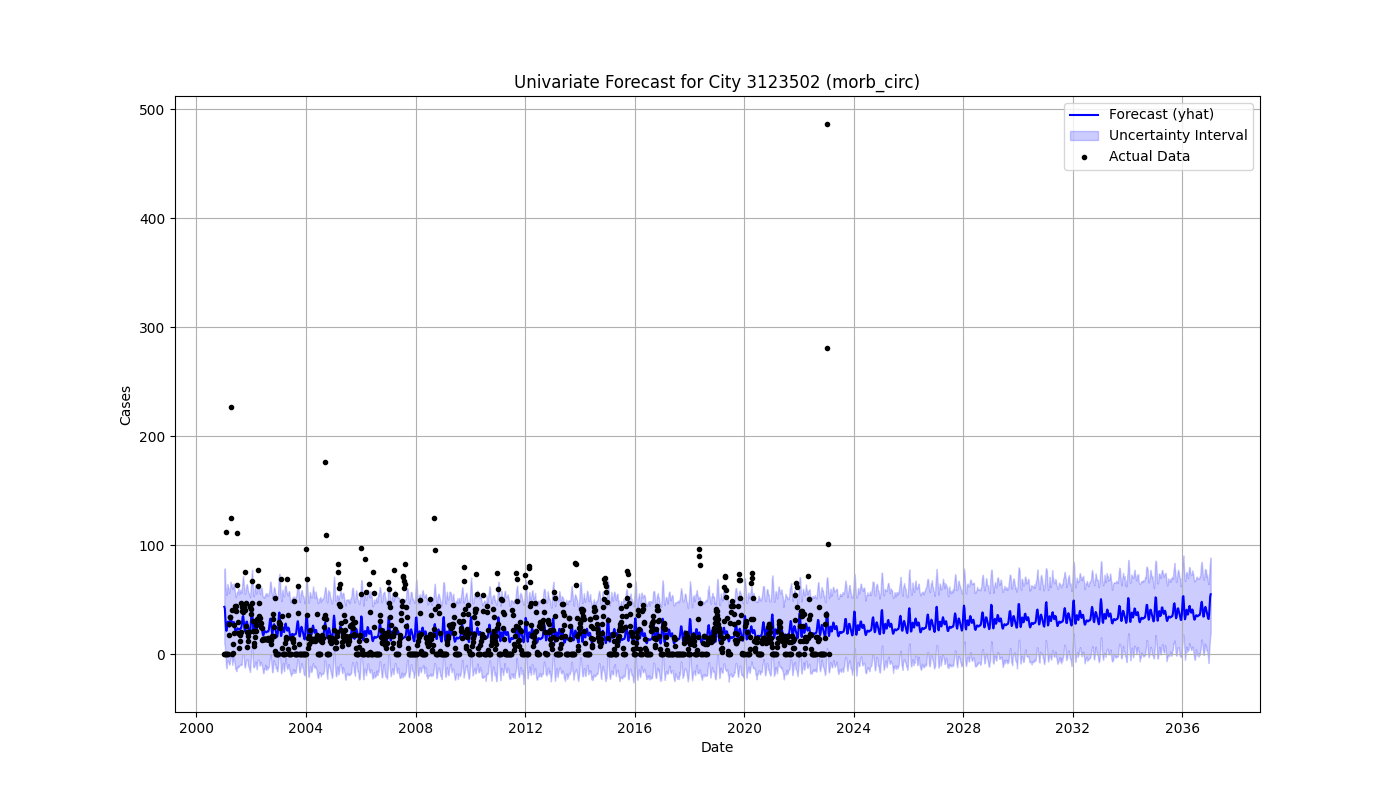 Univariate Forecast for City 3123502 (morb_circ)
Forecast (yhat)
Uncertainty Interval
Actual Data
500
400
300
200
100
0
Cases
2000 2004 2008 2012 2016 2020 2024 2028 2032 2036
Date